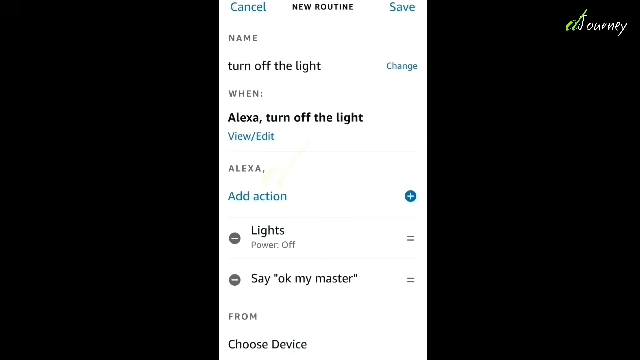 Cancel NEW ROUTINE Save
dJourney
NAME
turn off the light Change
WHEN:
Alexa, turn off the light
View/Edit
ALEXA,
Add action
Lights
Power: Off
Say "ok my master"
FROM
Choose Device